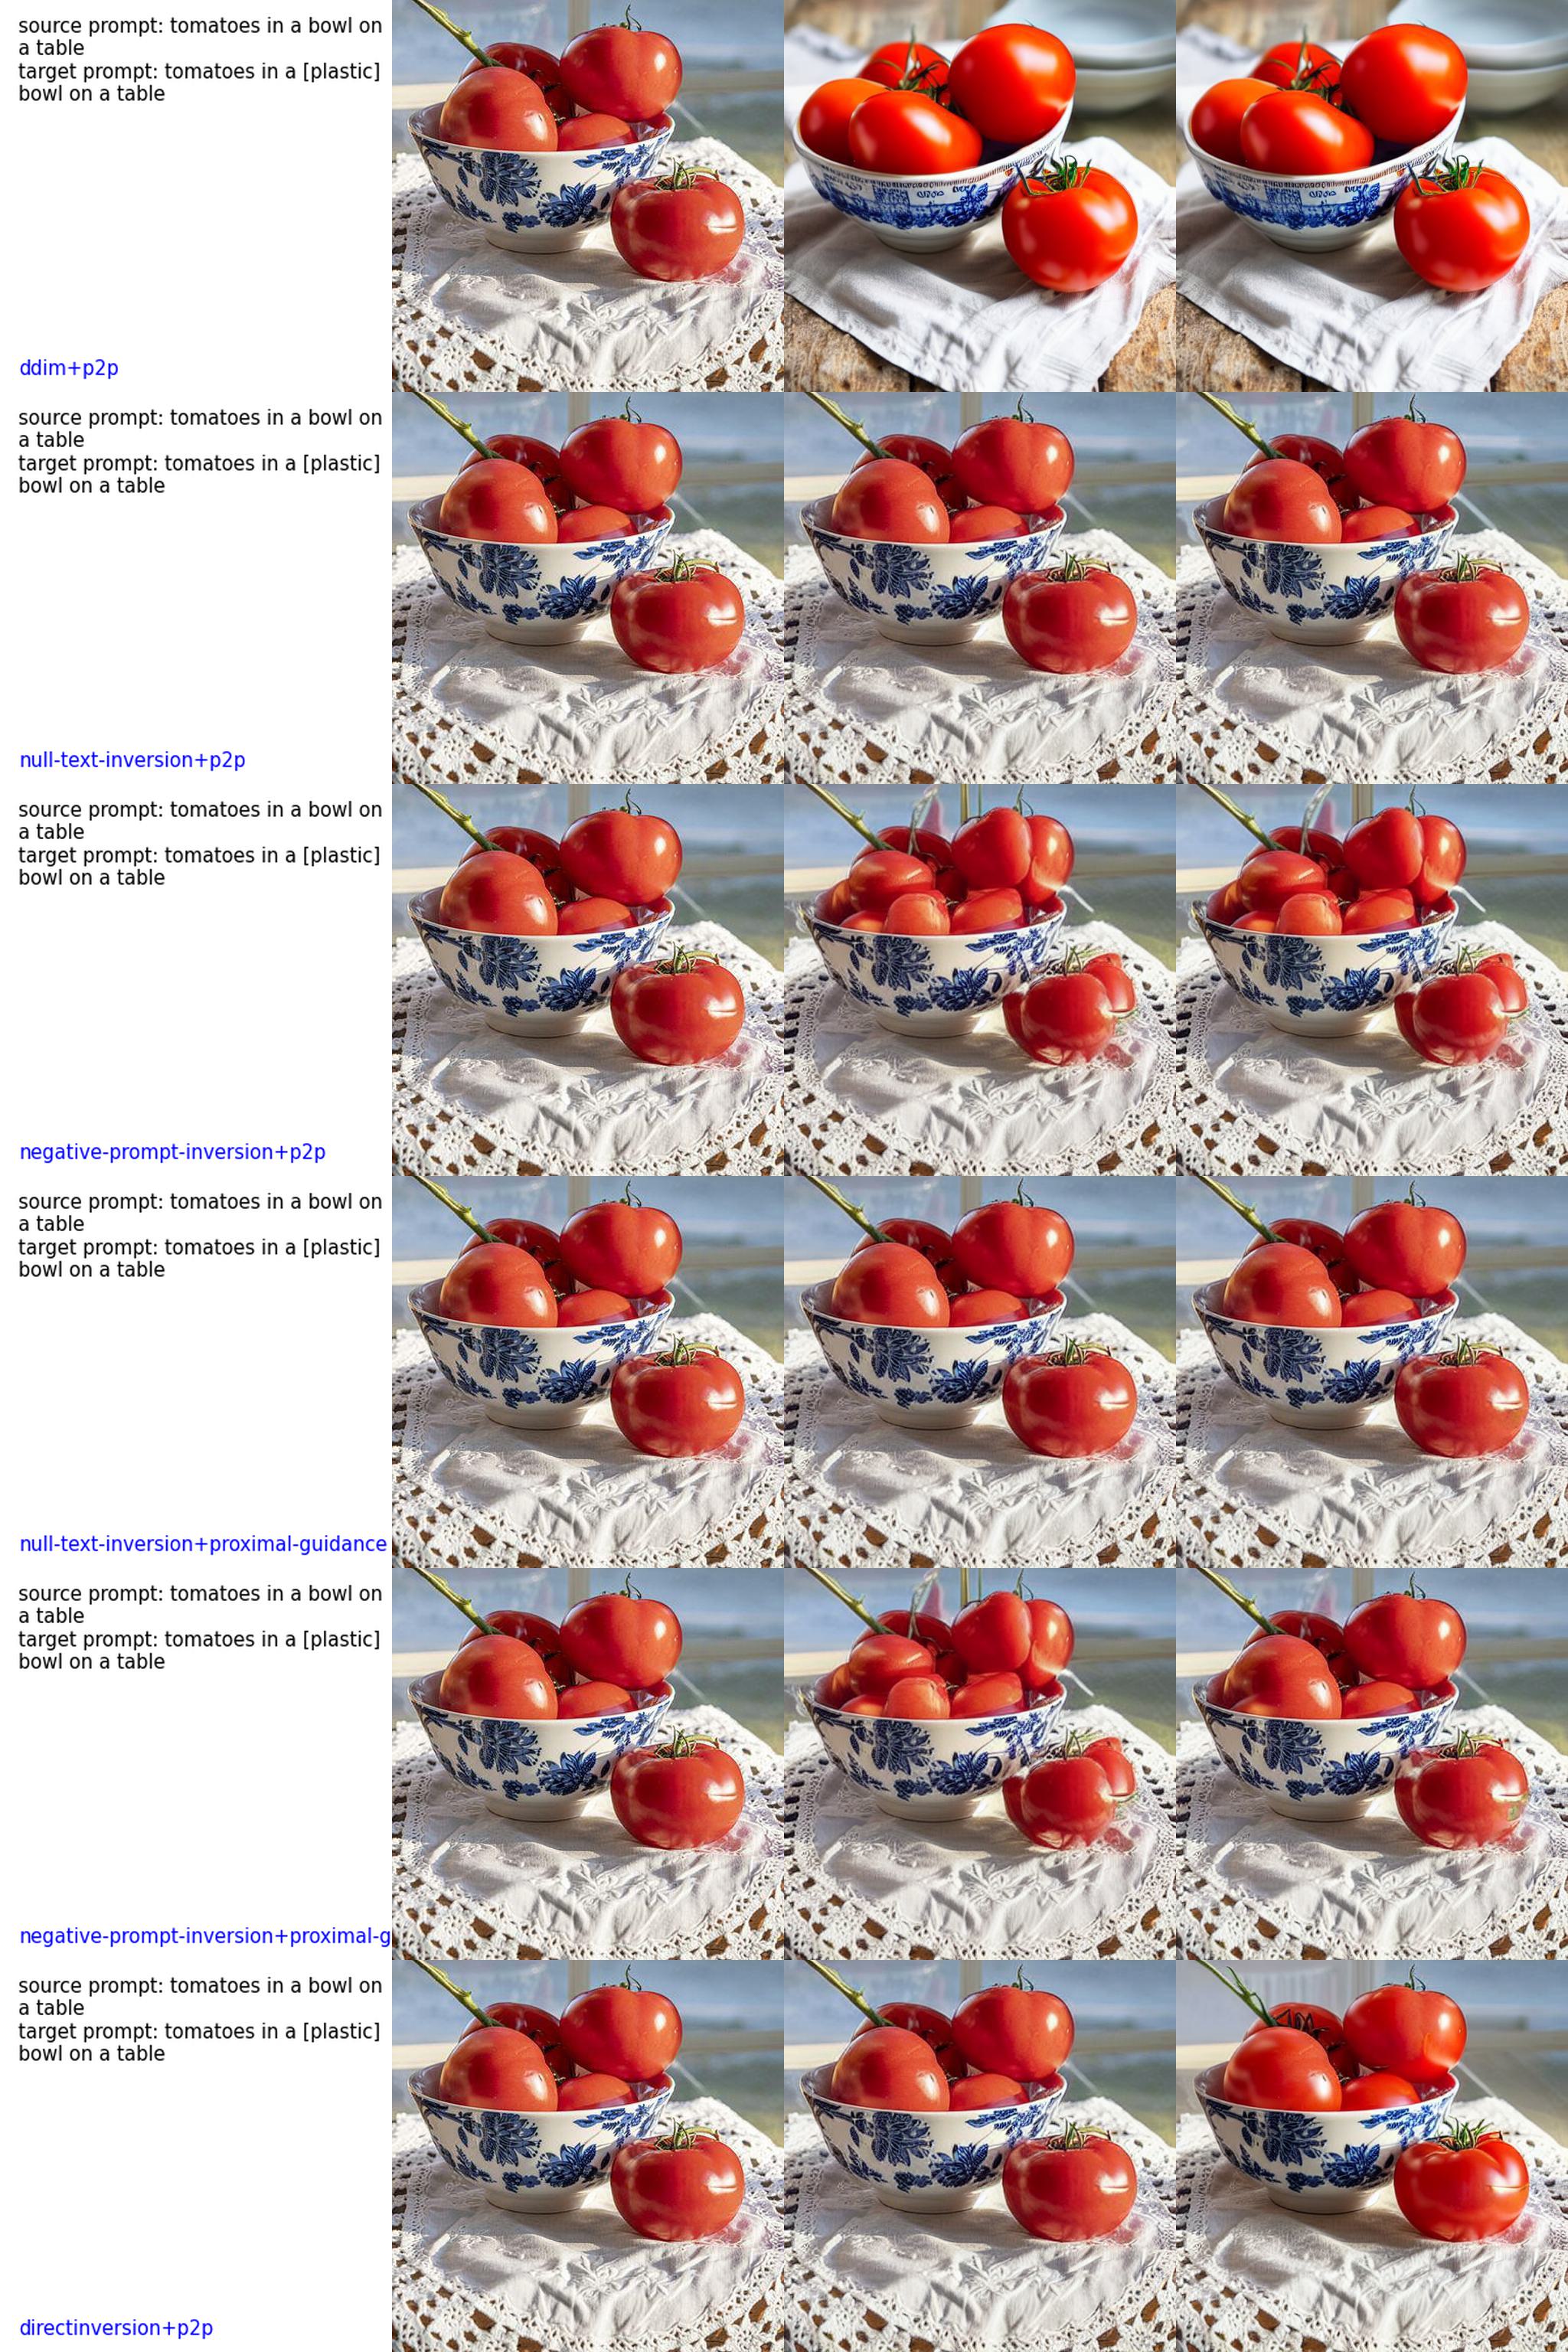 source prompt: tomatoes in a bowl on
a table
target prompt: tomatoes in a [plastic]
bowl on a table
ddim+p2p
source prompt: tomatoes in a bowl on
a table
target prompt: tomatoes in a [plastic]
bowl on a table
null-text-inversion+p2p
source prompt: tomatoes in a bowl on
a table
target prompt: tomatoes in a [plastic]
bowl on a table
negative-prompt-inversion+p2p
source prompt: tomatoes in a bowl on
a table
target prompt: tomatoes in a [plastic]
bowl on a table
null-text-inversion+proximal-guidance
source prompt: tomatoes in a bowl on
a table
target prompt: tomatoes in a [plastic]
bowl on a table
negative-prompt-inversion+proximal-g
source prompt: tomatoes in a bowl on
a table
target prompt: tomatoes in a [plastic]
bowl on a table
directinversion+p2p